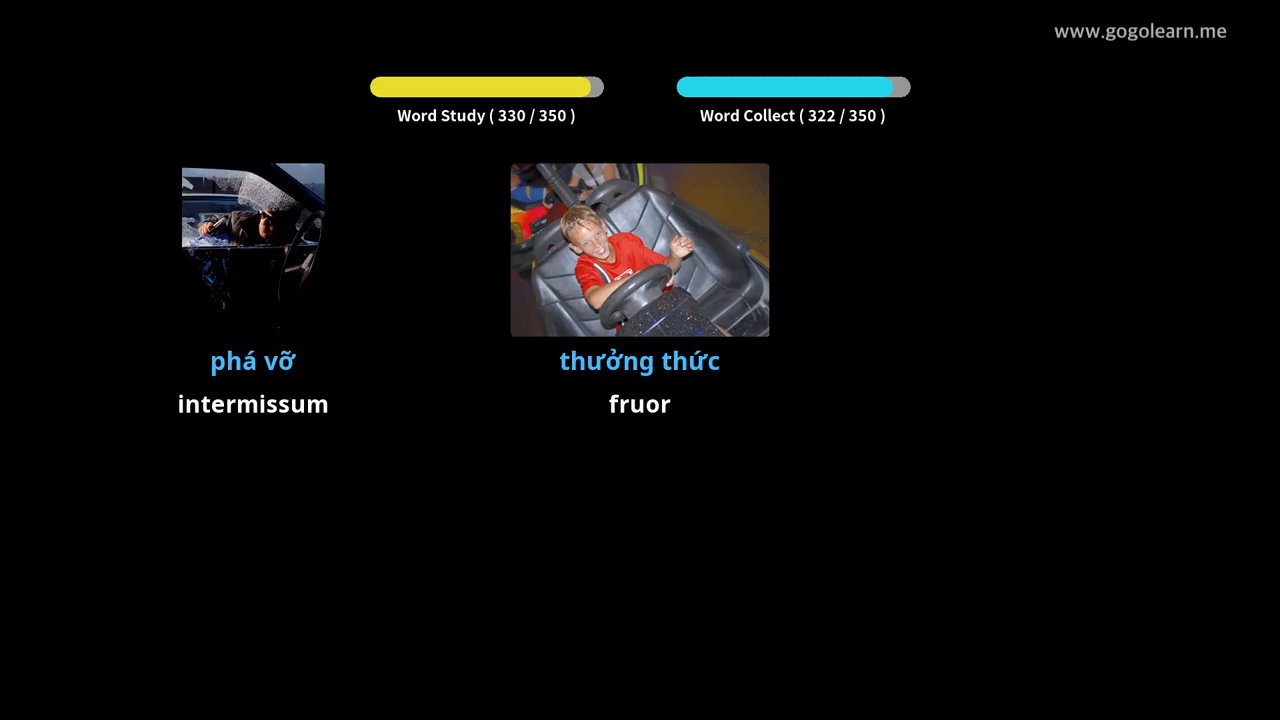 www.gogolearn.me
Word Study ( 330 / 350 )
Word Collect ( 322 / 350 )
phá vỡ
thưởng thức
intermissum
fruor